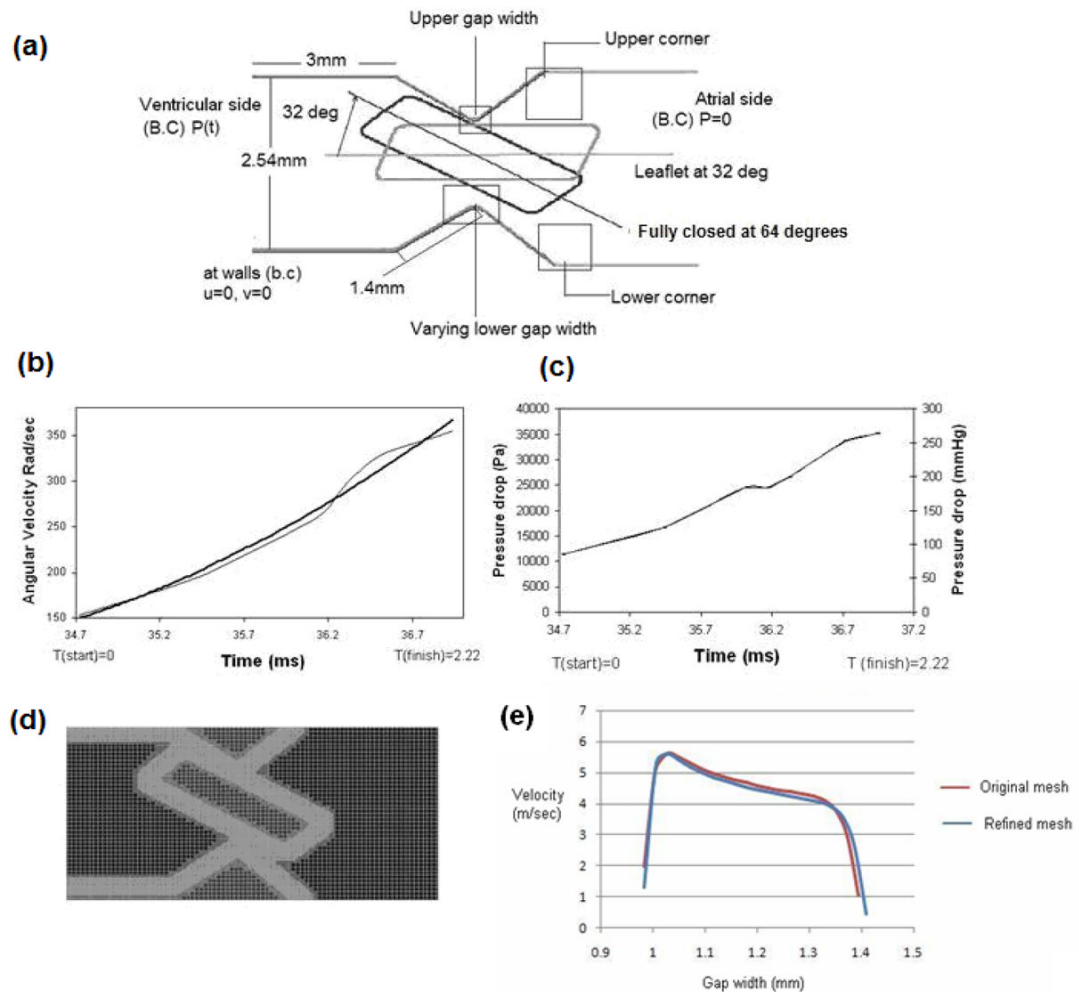 (a)
Upper gap width
Upper corner
3mm
Ventricular side
(B.C) P(t)
32 deg
Atrial side
(B.C) P=0
2.54mm
Leaflet at 32 deg
Fully closed at 64 degrees
at walls (b.c)
u=0, v=0
1.4mm
Lower corner
Varying lower gap width
(b)
Angular Velocity Rad/sec
350
300
250
200
150
34.7
35.2
35.7
36.2
36.7
T(start)=0
Time (ms)
T(finish)=2.22
(c)
Pressure drop (Pa)
40000
35000
30000
25000
20000
15000
10000
5000
0
300
250
200
150
100
50
0
Pressure drop (mmHg)
34.7
35.2
35.7
36.2
36.7
37.2
T(start)=0
Time (ms)
T (finish)=2.22
(d)
(e)
7
6
5
4
3
2
1
0
Velocity
(m/sec)
0.9
1
1.1
1.2
1.3
1.4
1.5
Gap width (mm)
Original mesh
Refined mesh